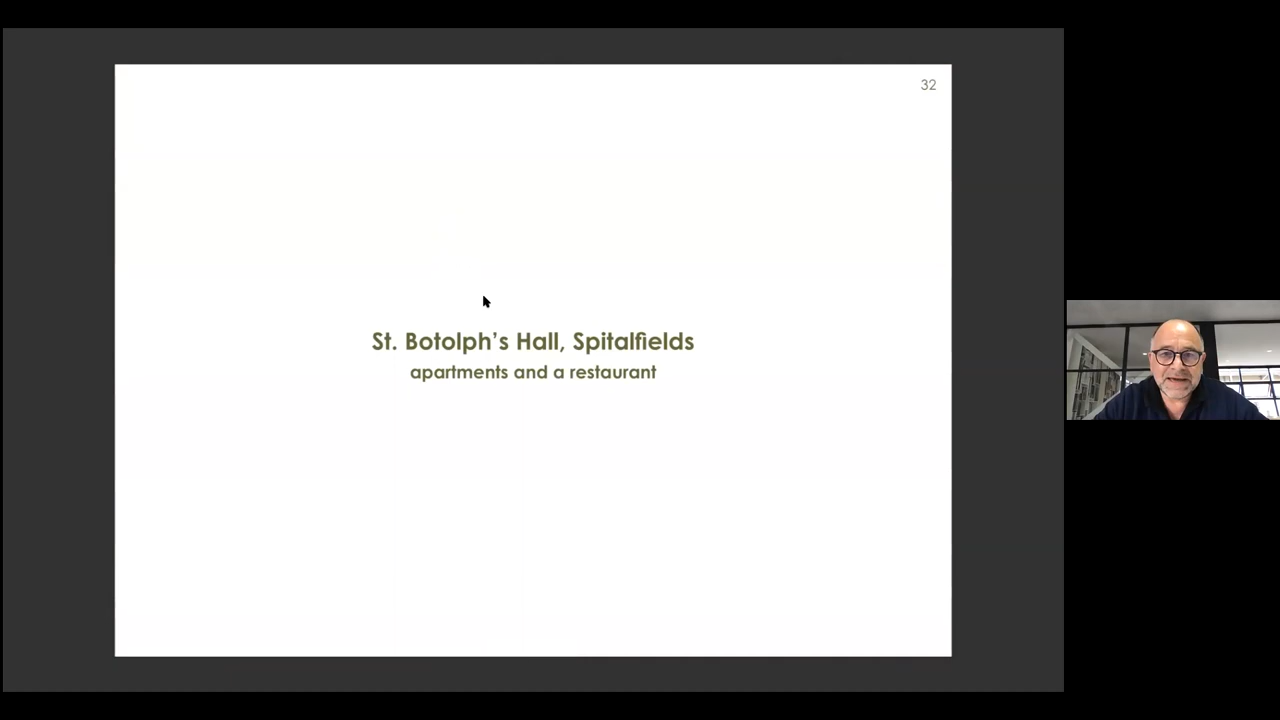 32
St. Botolph’s Hall, Spitalfields
apartments and a restaurant